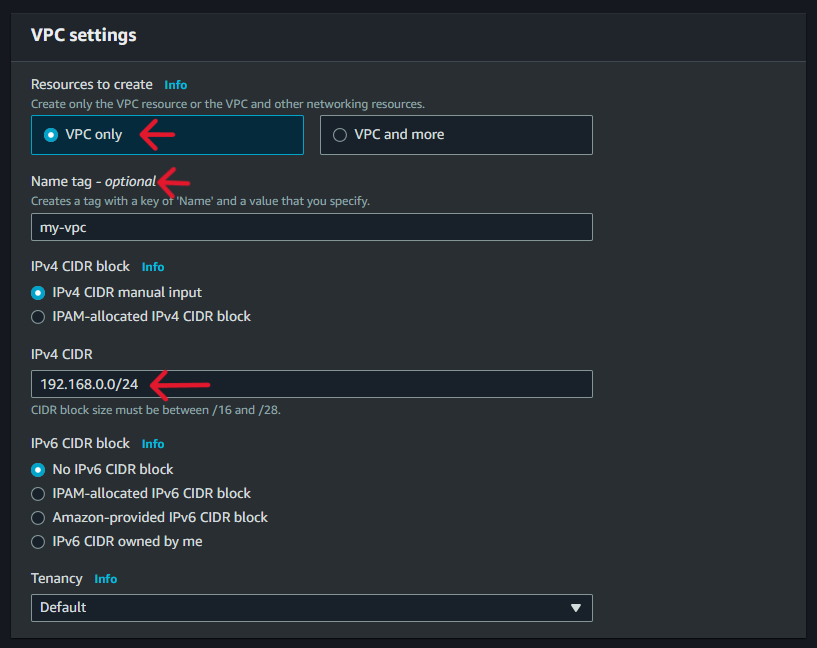 VPC settings
Resources to create Info
Create only the VPC resource or the VPC and other networking resources.
VPC only
VPC and more
Name tag - optional
Creates a tag with a key of 'Name' and a value that you specify.
my-vpc
IPv4 CIDR block Info
IPv4 CIDR manual input
IPAM-allocated IPv4 CIDR block
IPv4 CIDR
192.168.0.0/24
CIDR block size must be between /16 and /28.
IPv6 CIDR block Info
No IPv6 CIDR block
IPAM-allocated IPv6 CIDR block
Amazon-provided IPv6 CIDR block
IPv6 CIDR owned by me
Tenancy Info
Default